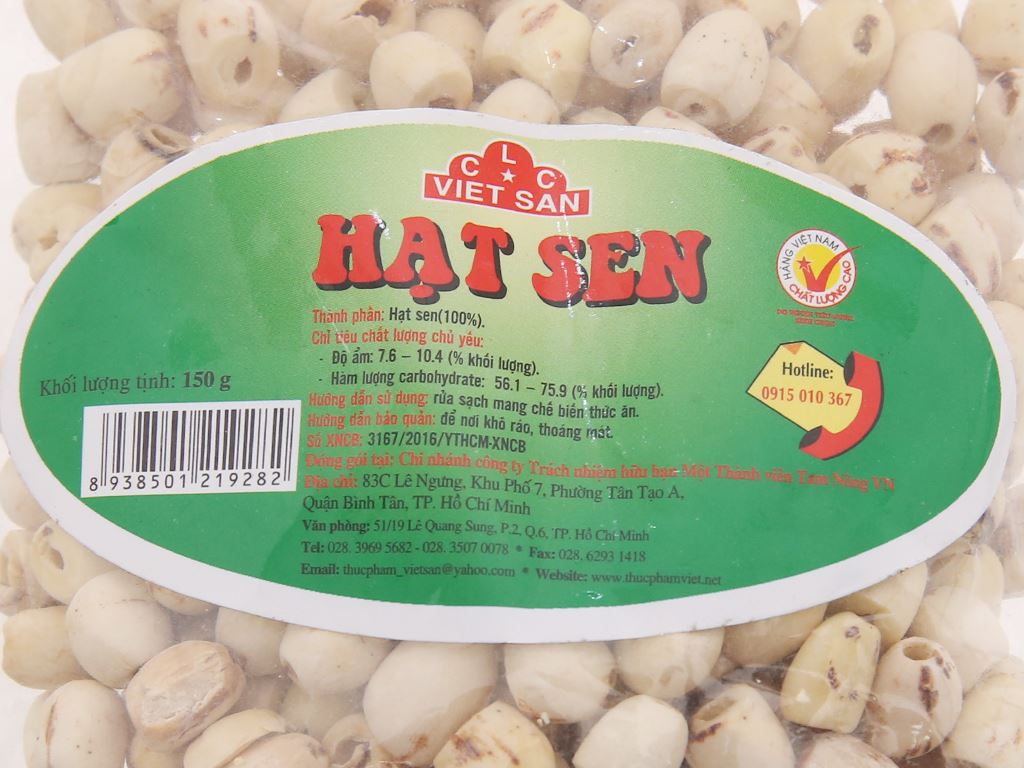 C L C
VIET SAN
HẠT SEN
HÀNG VIỆT NAM
CHẤT LƯỢNG CAO
Thành phần: Hạt sen(100%).
Chỉ tiêu chất lượng chủ yếu:
- Độ ẩm: 7.6 – 10.4 (% khối lượng).
- Hàm lượng carbohydrate: 56.1 – 75.9 (% khối lượng).
Hướng dẫn sử dụng: rửa sạch mang chế biến thức ăn.
Hướng dẫn bảo quản: để nơi khô ráo, thoáng mát.
Số XNCB: 3167/2016/YTHCM-XNCB
Đóng gói tại: Chi nhánh công ty Trách nhiệm hữu hạn Một Thành viên Tam Nông VN
Địa chỉ: 83C Lê Ngưng, Khu Phố 7, Phường Tân Tạo A,
Quận Bình Tân, TP. Hồ Chí Minh
Văn phòng: 51/19 Lê Quang Sung, P.2, Q.6, TP. Hồ Chí Minh
Tel: 028. 3969 5682 - 028. 3507 0078 * Fax: 028. 6293 1418
Email: thucpham_vietsan@yahoo.com * Website: www.thucphamviet.net
Khối lượng tịnh: 150 g
8 938501 219282
Hotline:
0915 010 367